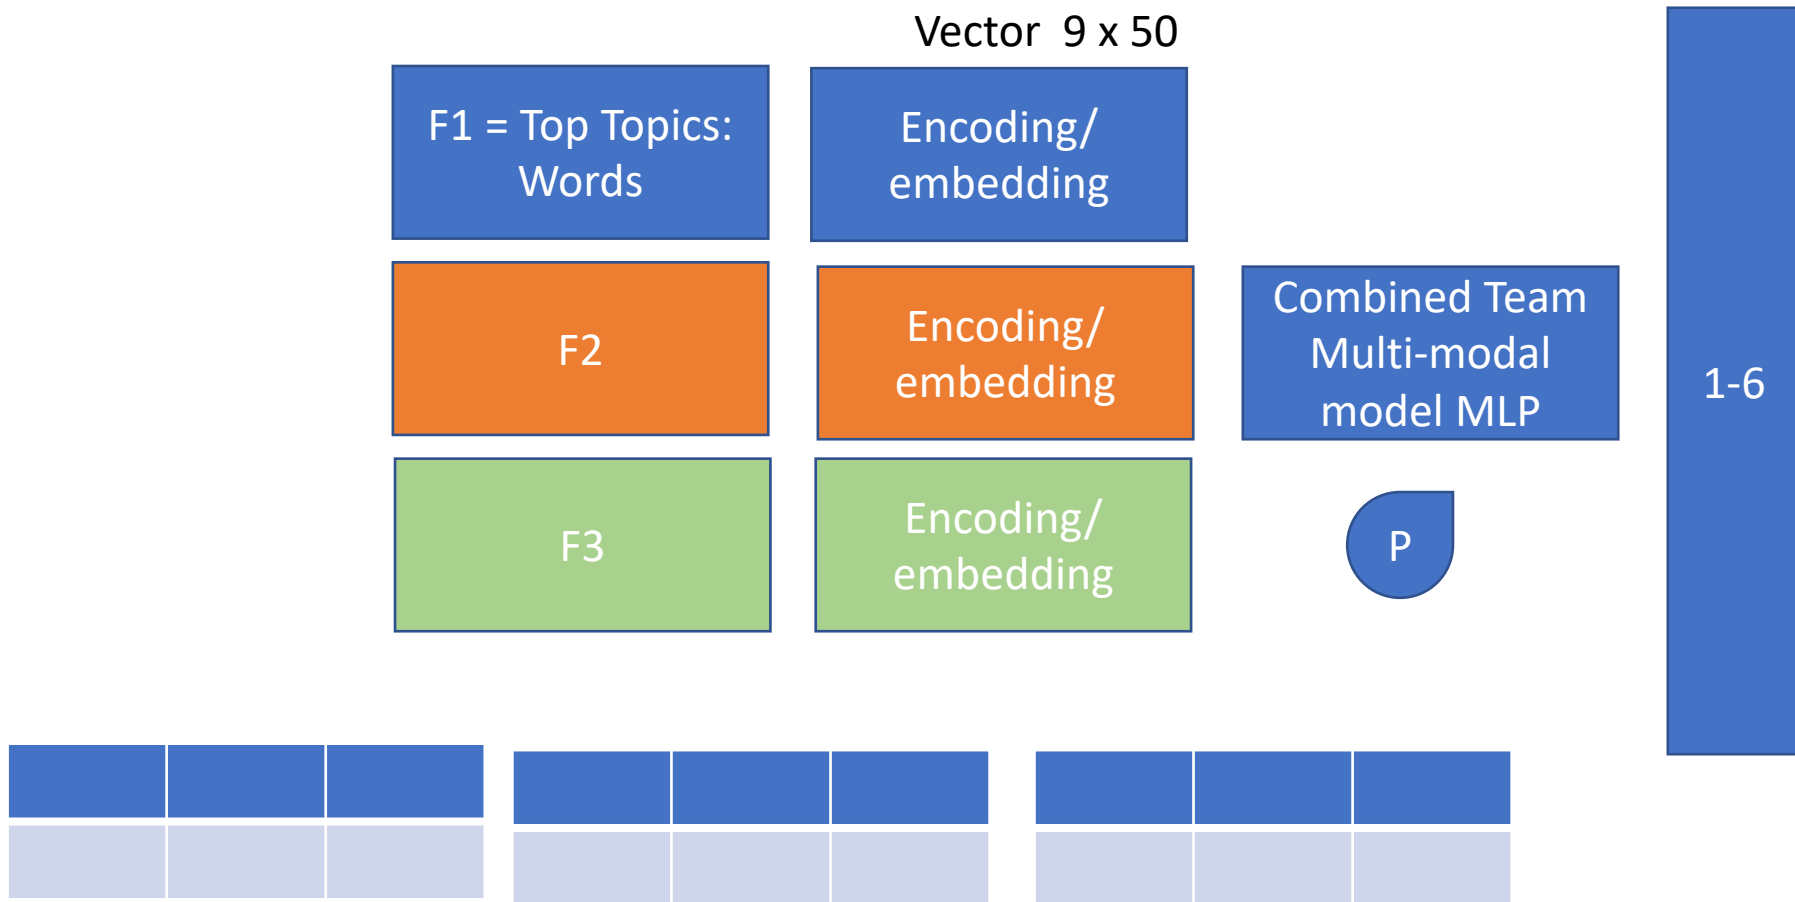 Vector 9 x 50
F1 = Top Topics:
Words
Encoding/
embedding
F2
Encoding/
embedding
Combined Team
Multi-modal
model MLP
1-6
F3
Encoding/
embedding
P